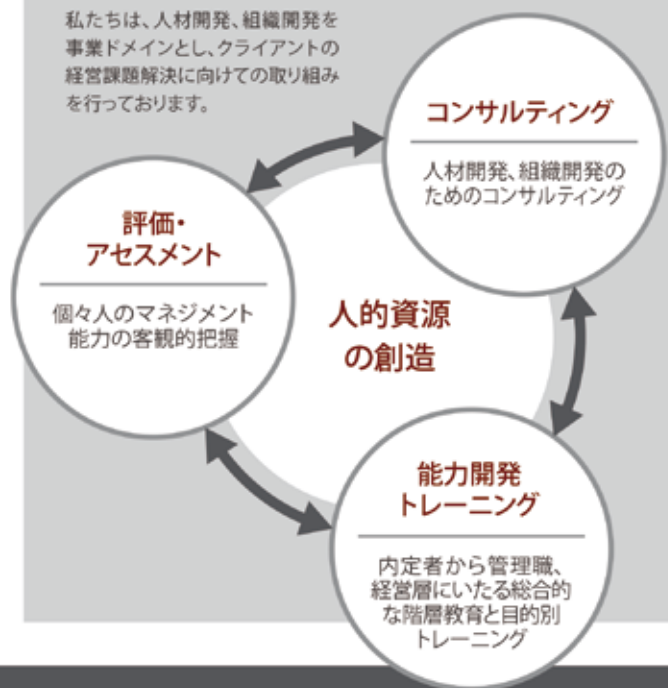 私たちは、人材開発、組織開発を
事業ドメインとし、クライアントの
経営課題解決に向けての取り組み
を行っております。
コンサルティング
人材開発、組織開発の
ためのコンサルティング
評価・
アセスメント
個々人のマネジメント
能力の客観的把握
人的資源
の創造
能力開発
トレーニング
内定者から管理職、
経営層にいたる総合的
な階層教育と目的別
トレーニング